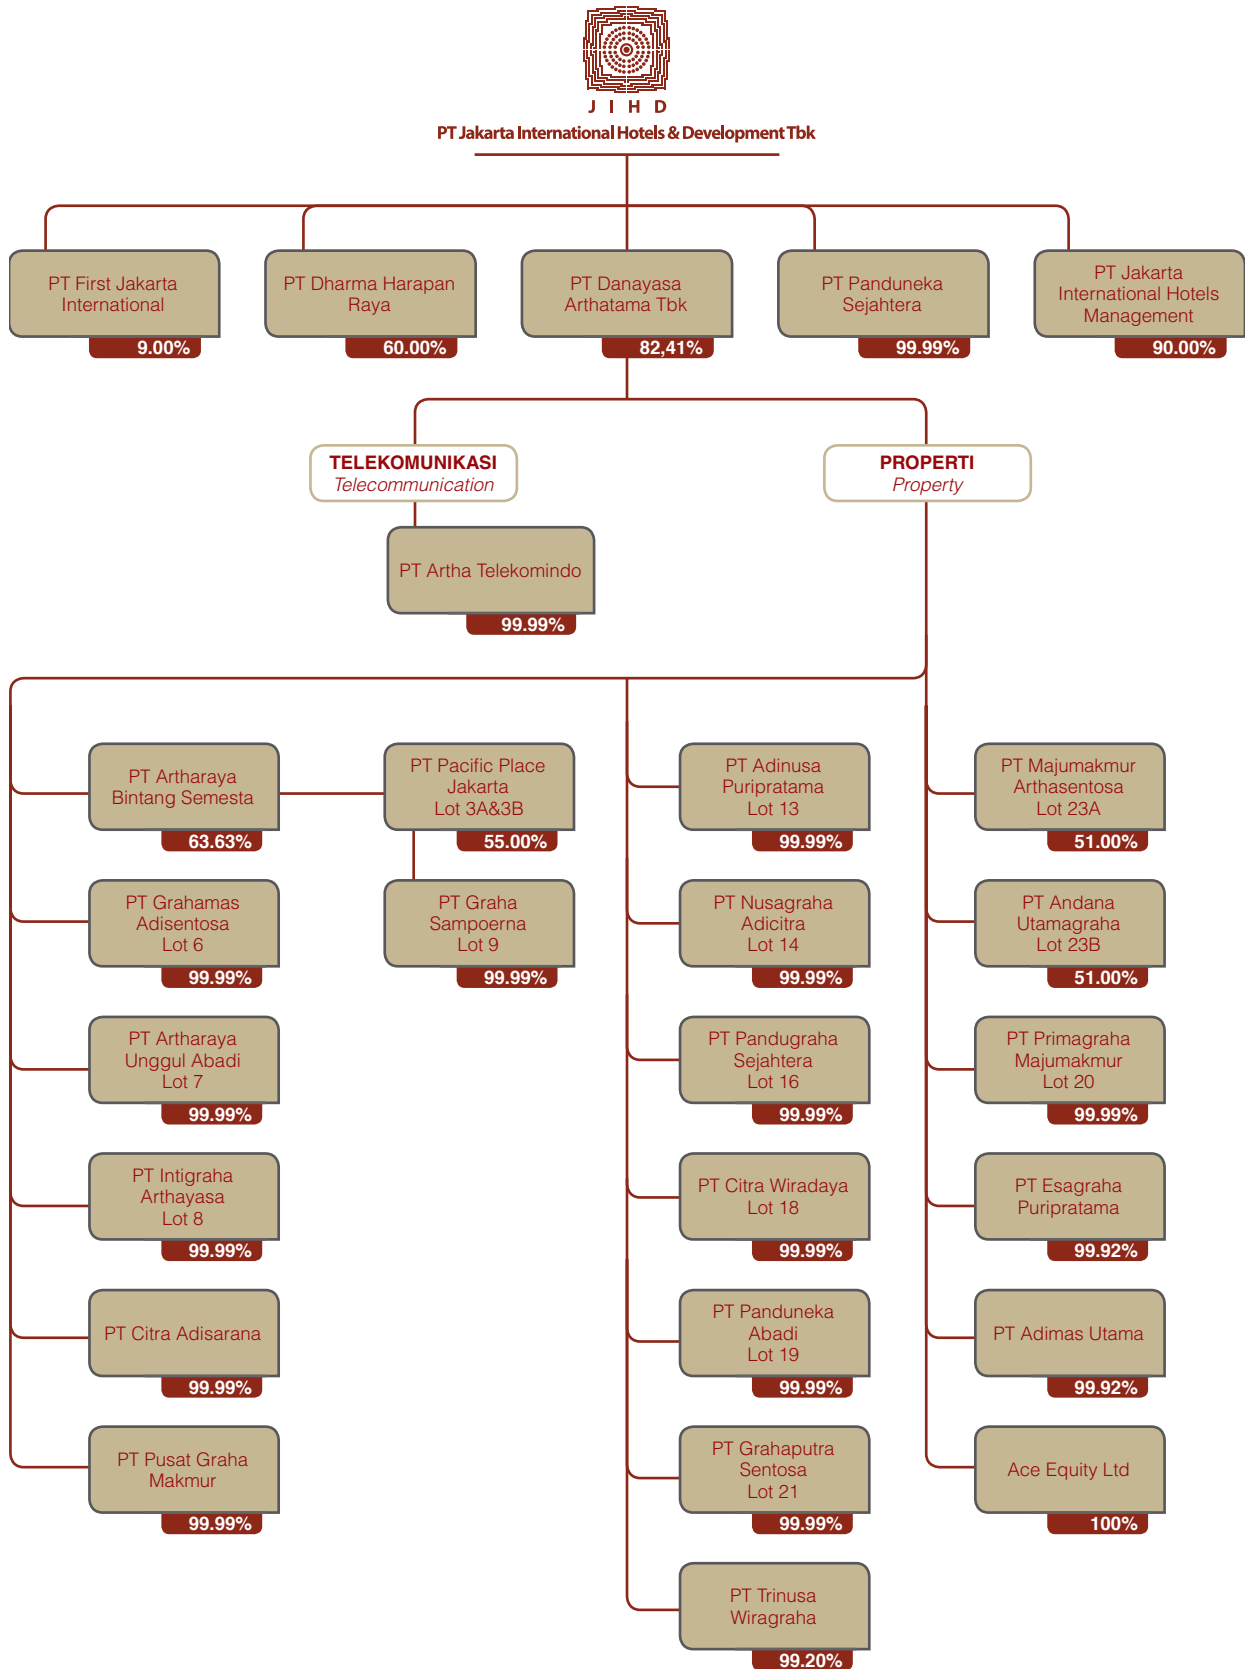 J I H D
PT Jakarta International Hotels & Development Tbk
PT First Jakarta
International
9.00%
PT Dharma Harapan
Raya
60.00%
PT Danayasa
Arthatama Tbk
82,41%
PT Panduneka
Sejahtera
99.99%
PT Jakarta
International Hotels
Management
90.00%
TELEKOMUNIKASI
Telecommunication
PROPERTI
Property
PT Artha Telekomindo
99.99%
PT Artharaya
Bintang Semesta
63.63%
PT Pacific Place
Jakarta
Lot 3A&3B
55.00%
PT Adinusa
Puripratama
Lot 13
99.99%
PT Majumakmur
Arthasentosa
Lot 23A
51.00%
PT Grahamas
Adisentosa
Lot 6
99.99%
PT Graha
Sampoerna
Lot 9
99.99%
PT Nusagraha
Adicitra
Lot 14
99.99%
PT Andana
Utamagraha
Lot 23B
51.00%
PT Artharaya
Unggul Abadi
Lot 7
99.99%
PT Pandugraha
Sejahtera
Lot 16
99.99%
PT Primagraha
Majumakmur
Lot 20
99.99%
PT Intigraha
Arthayasa
Lot 8
99.99%
PT Citra Wiradaya
Lot 18
99.99%
PT Esagraha
Puripratama
99.92%
PT Citra Adisarana
99.99%
PT Panduneka
Abadi
Lot 19
99.99%
PT Adimas Utama
99.92%
PT Pusat Graha
Makmur
99.99%
PT Grahaputra
Sentosa
Lot 21
99.99%
Ace Equity Ltd
100%
PT Trinusa
Wiragraha
99.20%